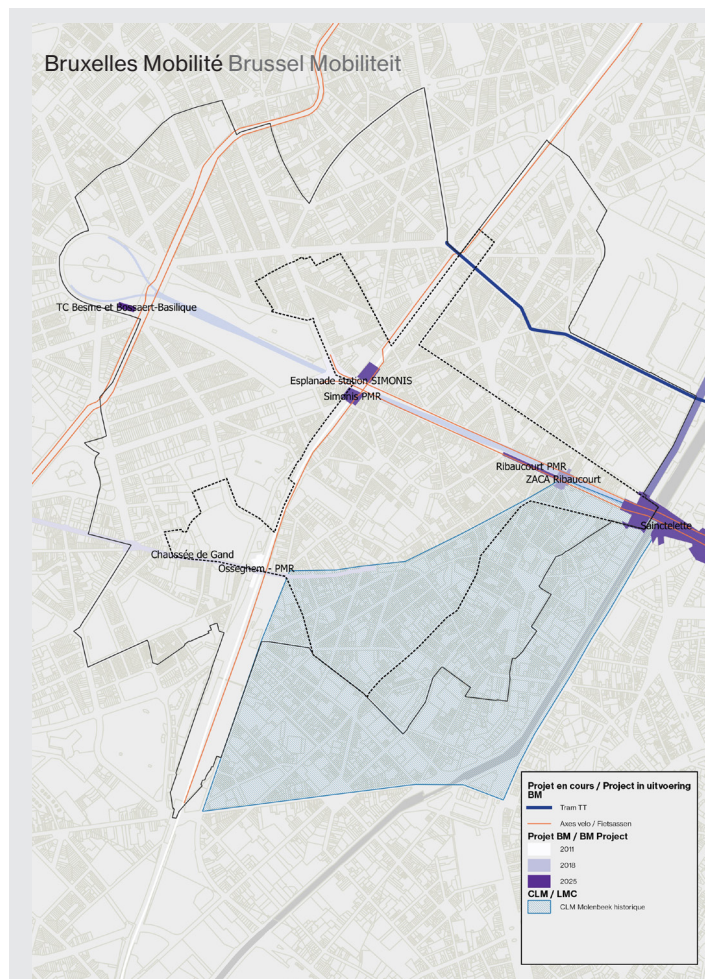 Bruxelles Mobilité Brussel Mobiliteit
TC Besme et Bossaert-Basilique
Esplanade station SIMONIS
Simonis PMR
Ribaucourt PMR
ZACA Ribaucourt
Sainctelette
Chaussée de Gand
Osseghem - PMR
Projet en cours / Project in uitvoering
BM
Tram TT
Axes velo / Fietsassen
Projet BM / BM Project
2011
2018
2025
CLM / LMC
CLM Molenbeek historique